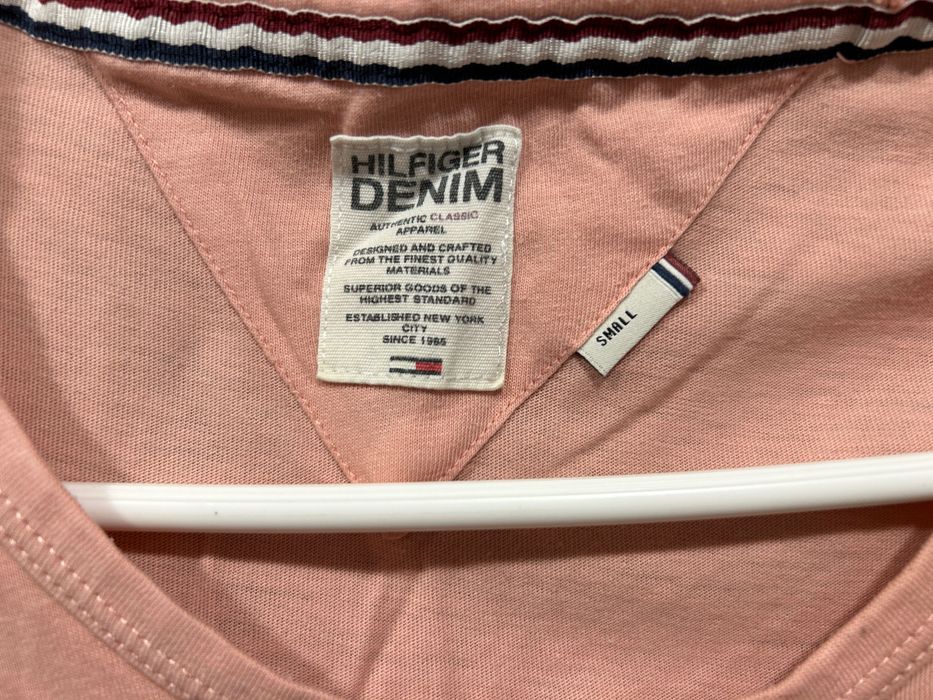 HILFIGER
DENIM
AUTHENTIC CLASSIC
APPAREL
DESIGNED AND CRAFTED
FROM THE FINEST QUALITY
MATERIALS
SUPERIOR GOODS OF THE
HIGHEST STANDARD
ESTABLISHED NEW YORK
CITY
SINCE 1985
SMALL